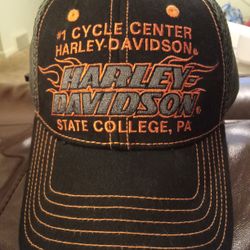 #1 CYCLE CENTER
HARLEY-DAVIDSON®
HARLEY-
DAVIDSON®
STATE COLLEGE, PA